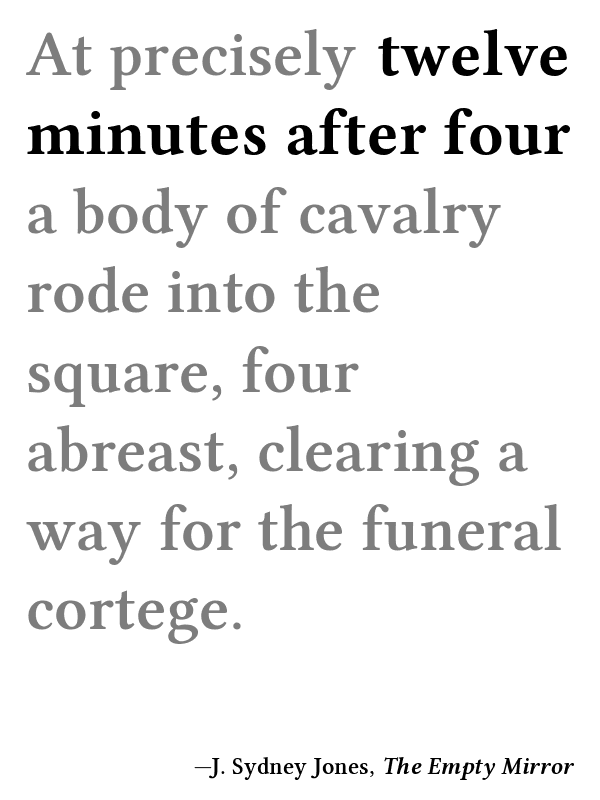 At precisely twelve
minutes after four
a body of cavalry
rode into the
square, four
abreast, clearing a
way for the funeral
cortege.
—J. Sydney Jones, The Empty Mirror